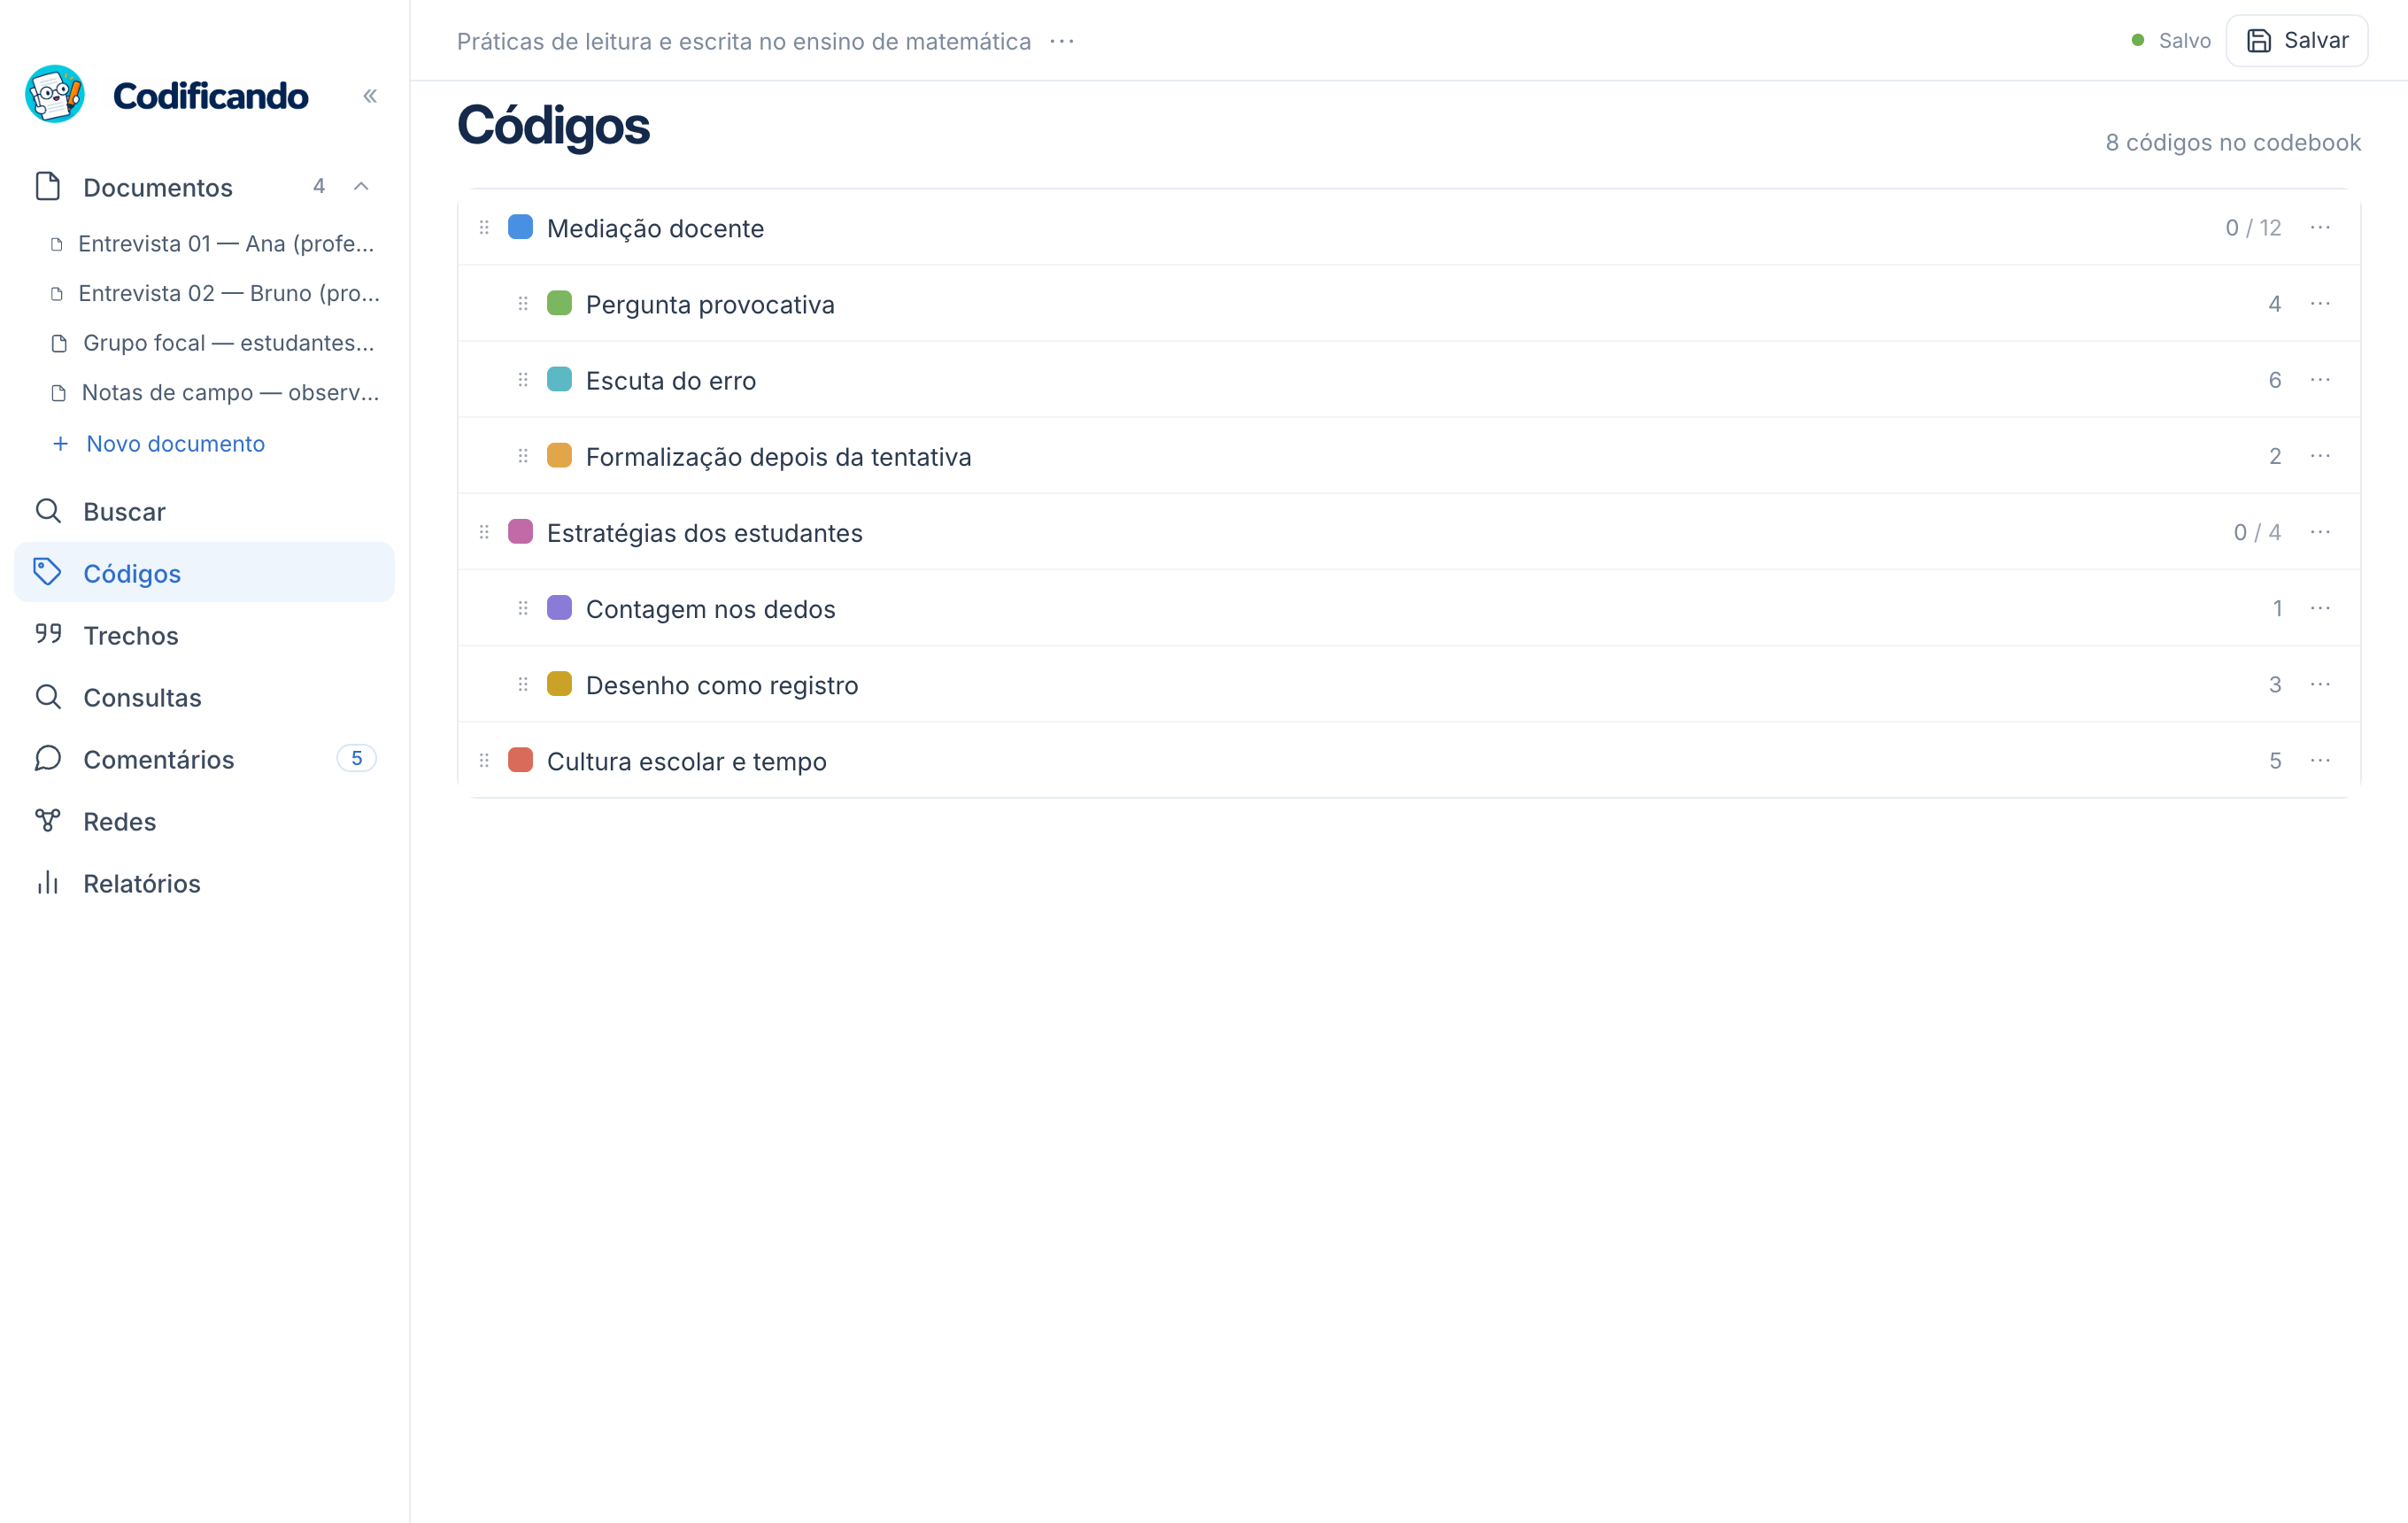 Codificando
Documentos 4
Entrevista 01 — Ana (profe...
Entrevista 02 — Bruno (pro...
Grupo focal — estudantes...
Notas de campo — observ...
+ Novo documento
Buscar
Códigos
Trechos
Consultas
Comentários 5
Redes
Relatórios
Práticas de leitura e escrita no ensino de matemática ···
Salvo
Salvar
Códigos
8 códigos no codebook
Mediação docente 0 / 12 ···
Pergunta provocativa 4 ···
Escuta do erro 6 ···
Formalização depois da tentativa 2 ···
Estratégias dos estudantes 0 / 4 ···
Contagem nos dedos 1 ···
Desenho como registro 3 ···
Cultura escolar e tempo 5 ···